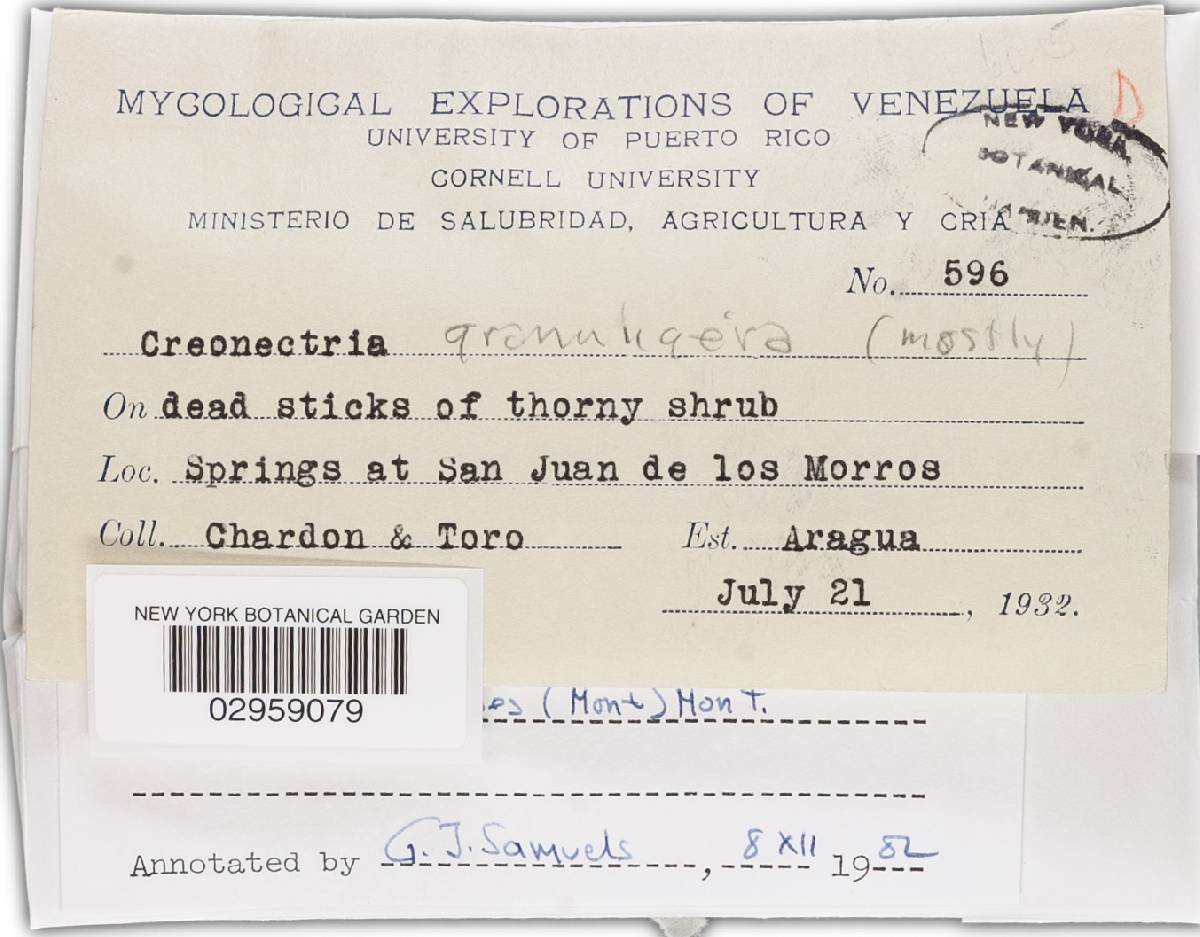 MYCOLOGICAL EXPLORATIONS OF VENEZUELA D
UNIVERSITY OF PUERTO RICO
CORNELL UNIVERSITY
MINISTERIO DE SALUBRIDAD, AGRICULTURA Y CRIA
NEW YORK
BOTANICAL
GARDEN.
No. 596
Creonectria granuligera (mostly)
On dead sticks of thorny shrub
Loc. Springs at San Juan de los Morros
Coll. Chardon & Toro Est. Aragua
July 21, 1932.
NEW YORK BOTANICAL GARDEN
02959079
(Mont) Mont.
Annotated by G. J. Samuels, 8 XII 1982